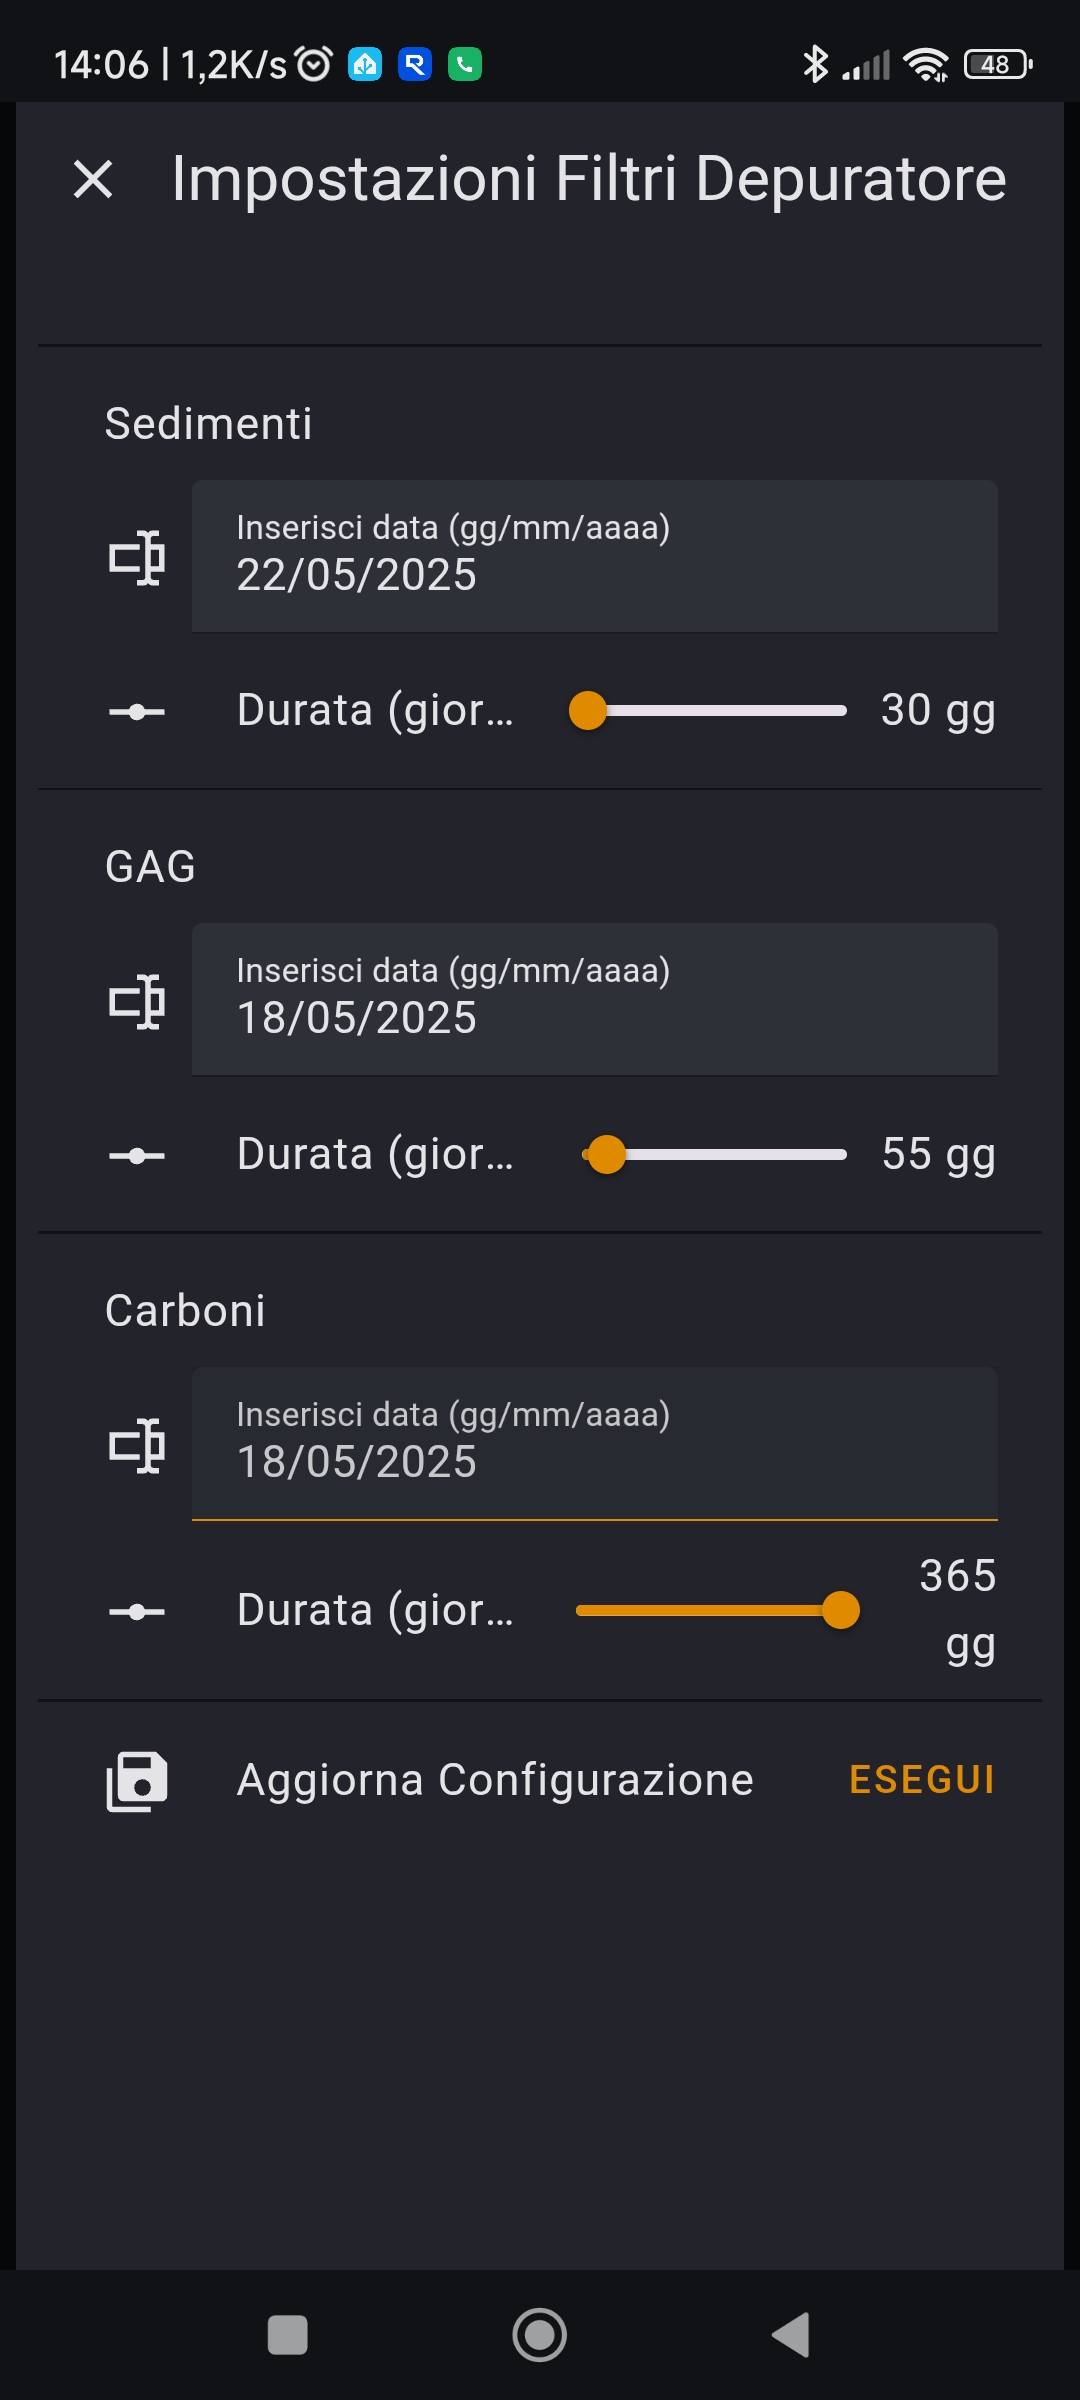 14:06 | 1,2K/s
48
Impostazioni Filtri Depuratore
Sedimenti
Inserisci data (gg/mm/aaaa)
22/05/2025
Durata (gior... 30 gg
GAG
Inserisci data (gg/mm/aaaa)
18/05/2025
Durata (gior... 55 gg
Carboni
Inserisci data (gg/mm/aaaa)
18/05/2025
Durata (gior... 365
gg
Aggiorna Configurazione ESEGUI